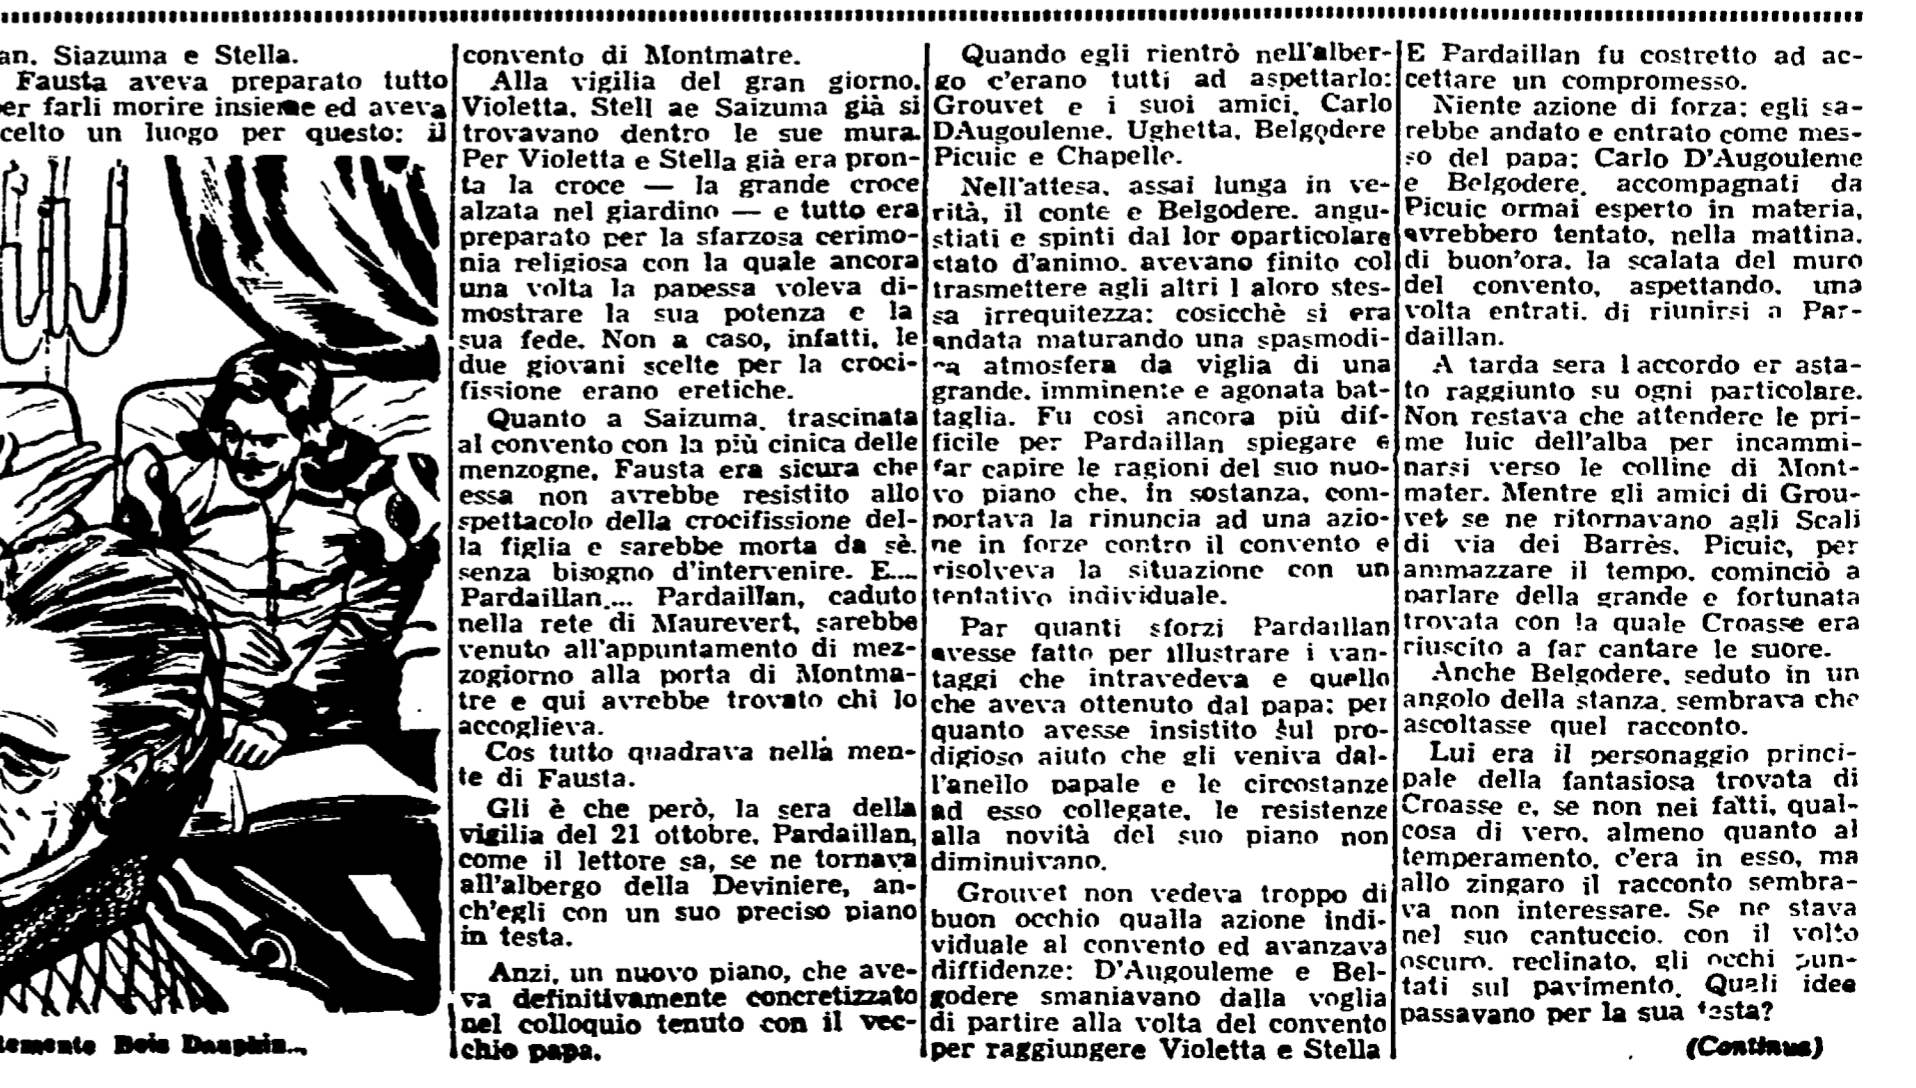 an. Siazuma e Stella.
Fausta aveva preparato tutto
er farli morire insieme ed aveva
celto un luogo per questo: il
temente Bois Dauphin...
convento di Montmatre.
Alla vigilia del gran giorno,
Violetta, Stell ae Saizuma già si
trovavano dentro le sue mura.
Per Violetta e Stella già era pron-
ta la croce — la grande croce
alzata nel giardino — e tutto era
preparato per la sfarzosa cerimo-
nia religiosa con la quale ancora
una volta la papessa voleva di-
mostrare la sua potenza e la
sua fede. Non a caso, infatti, le
due giovani scelte per la croci-
fissione erano eretiche.
Quanto a Saizuma, trascinata
al convento con la più cinica delle
menzogne, Fausta era sicura che
essa non avrebbe resistito allo
spettacolo della crocifissione del-
la figlia e sarebbe morta da sè,
senza bisogno d'intervenire. E...
Pardaillan... Pardaillan, caduto
nella rete di Maurevert, sarebbe
venuto all'appuntamento di mez-
zogiorno alla porta di Montma-
tre e qui avrebbe trovato chi lo
accoglieva.
Cos tutto quadrava nella men-
te di Fausta.
Gli è che però, la sera della
vigilia del 21 ottobre, Pardaillan,
come il lettore sa, se ne tornava
all'albergo della Deviniere, an-
ch'egli con un suo preciso piano
in testa.
Anzi, un nuovo piano, che ave-
va definitivamente concretizzato
nel colloquio tenuto con il vec-
chio papa.
Quando egli rientrò nell'alber-
go c'erano tutti ad aspettarlo:
Grouvet e i suoi amici, Carlo
DAugouleme, Ughetta, Belgodere
Picuic e Chapelle.
Nell'attesa, assai lunga in ve-
rità, il conte e Belgodere, angu-
stiati e spinti dal lor oparticolare
stato d'animo, avevano finito col
trasmettere agli altri l aloro stes-
sa irrequitezza: cosicchè si era
andata maturando una spasmodi-
ca atmosfera da viglia di una
grande, imminente e agonata bat-
taglia. Fu così ancora più dif-
ficile per Pardaillan spiegare e
far capire le ragioni del suo nuo-
vo piano che, in sostanza, com-
portava la rinuncia ad una azio-
ne in forze contro il convento e
risolveva la situazione con un
tentativo individuale.
Par quanti sforzi Pardaillan
avesse fatto per illustrare i van-
taggi che intravedeva e quello
che aveva ottenuto dal papa; per
quanto avesse insistito sul pro-
digioso aiuto che gli veniva dal-
l'anello papale e le circostanze
ad esso collegate, le resistenze
alla novità del suo piano non
diminuivano.
Grouvet non vedeva troppo di
buon occhio qualla azione indi-
viduale al convento ed avanzava
diffidenze: D'Augouleme e Bel-
godere smaniavano dalla voglia
di partire alla volta del convento
per raggiungere Violetta e Stella
E Pardaillan fu costretto ad ac-
cettare un compromesso.
Niente azione di forza: egli sa-
rebbe andato e entrato come mes-
so del papa; Carlo D'Augouleme
e Belgodere, accompagnati da
Picuic ormai esperto in materia,
avrebbero tentato, nella mattina,
di buon'ora, la scalata del muro
del convento, aspettando, una
volta entrati, di riunirsi a Par-
daillan.
A tarda sera l accordo er asta-
to raggiunto su ogni particolare.
Non restava che attendere le pri-
me luic dell'alba per incammi-
narsi verso le colline di Mont-
mater. Mentre gli amici di Grou-
vet se ne ritornavano agli Scali
di via dei Barrès, Picuic, per
ammazzare il tempo, cominciò a
parlare della grande e fortunata
trovata con la quale Croasse era
riuscito a far cantare le suore.
Anche Belgodere, seduto in un
angolo della stanza, sembrava che
ascoltasse quel racconto.
Lui era il personaggio princi-
pale della fantasiosa trovata di
Croasse e, se non nei fatti, qual-
cosa di vero, almeno quanto al
temperamento, c'era in esso, ma
allo zingaro il racconto sembra-
va non interessare. Se ne stava
nel suo cantuccio, con il volto
oscuro, reclinato, gli occhi pun-
tati sul pavimento. Quali idee
passavano per la sua testa?
(Continua)